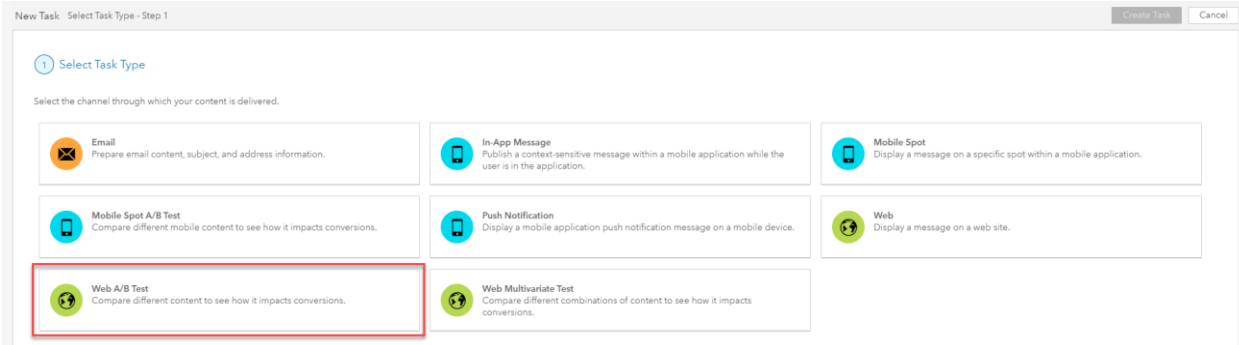 New Task Select Task Type - Step 1
Create Task Cancel
1 Select Task Type
Select the channel through which your content is delivered.
Email
Prepare email content, subject, and address information.
In-App Message
Publish a context-sensitive message within a mobile application while the
user is in the application.
Mobile Spot
Display a message on a specific spot within a mobile application.
Mobile Spot A/B Test
Compare different mobile content to see how it impacts conversions.
Push Notification
Display a mobile application push notification message on a mobile device.
Web
Display a message on a web site.
Web A/B Test
Compare different content to see how it impacts conversions.
Web Multivariate Test
Compare different combinations of content to see how it impacts
conversions.